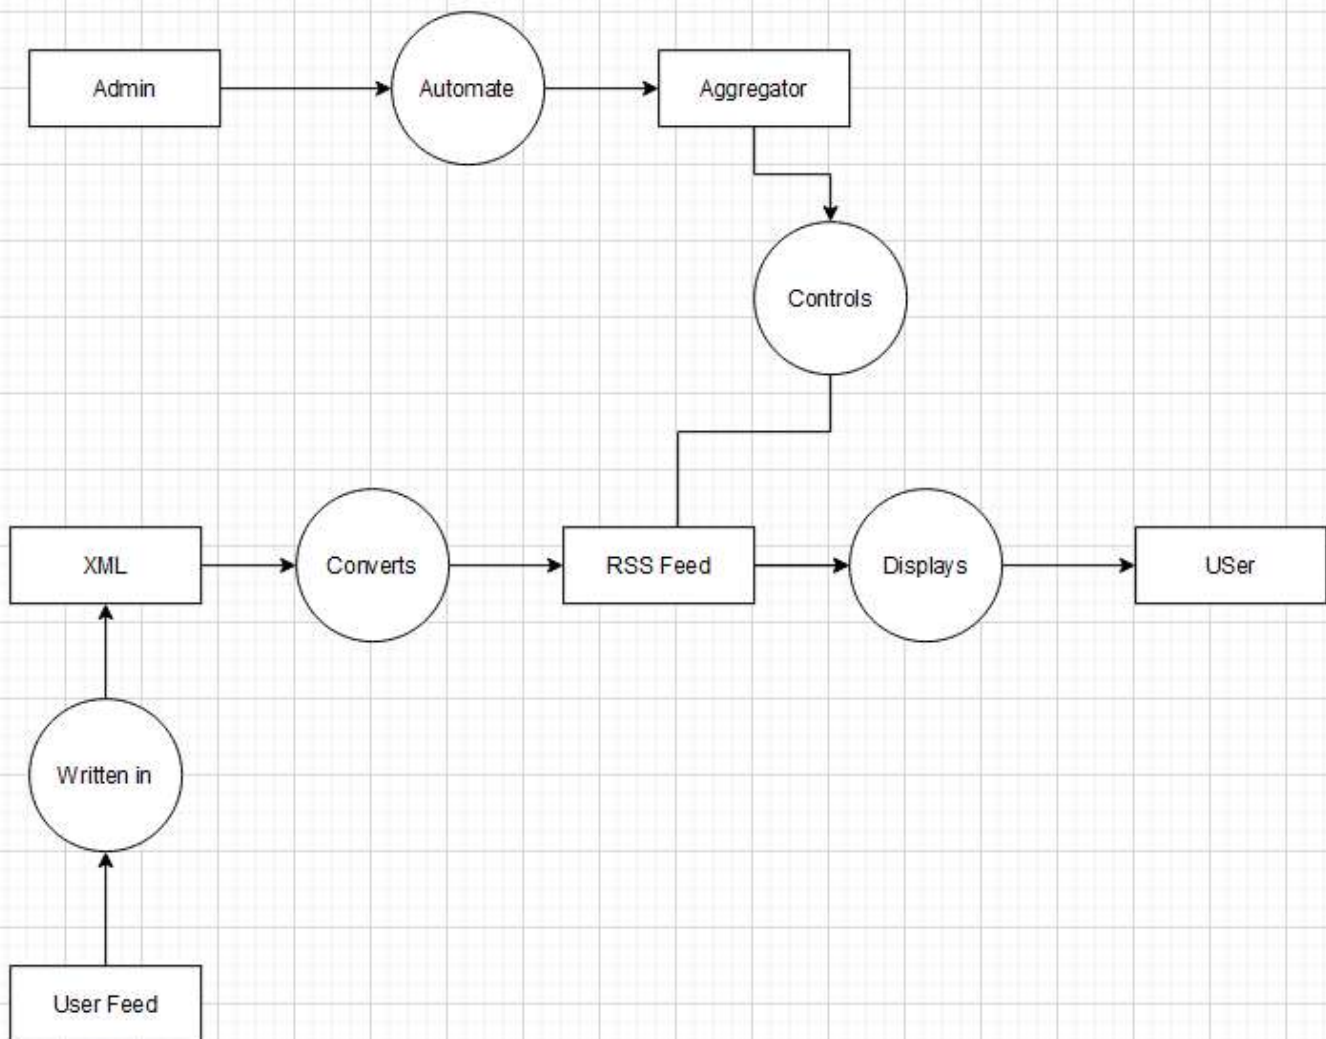 Admin
Automate
Aggregator
Controls
XML
Converts
RSS Feed
Displays
USer
Written in
User Feed